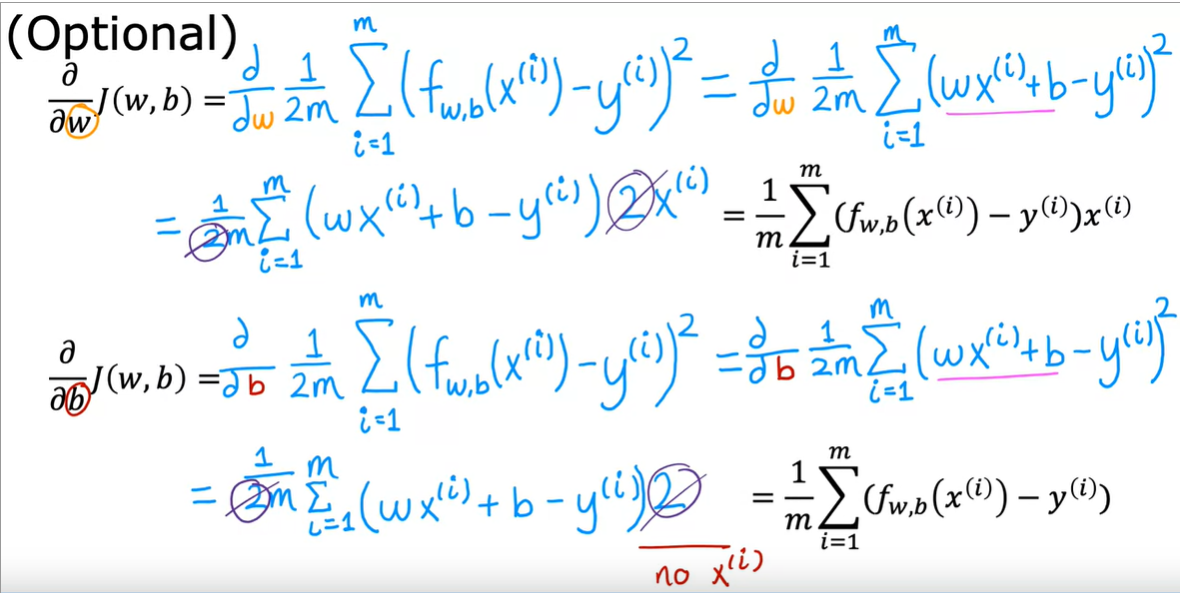 (Optional)
∂/∂w J(w, b) = d/dw 1/2m Σ_{i=1}^{m} (f_{w,b}(x^{(i)}) - y^{(i)})^2 = d/dw 1/2m Σ_{i=1}^{m} (wx^{(i)} + b - y^{(i)})^2
= 1/2m Σ_{i=1}^{m} (wx^{(i)} + b - y^{(i)}) 2x^{(i)} = 1/m Σ_{i=1}^{m} (f_{w,b}(x^{(i)}) − y^{(i)})x^{(i)}
∂/∂b J(w, b) = ∂/∂b 1/2m Σ_{i=1}^{m} (f_{w,b}(x^{(i)}) - y^{(i)})^2 = ∂/∂b 1/2m Σ_{i=1}^{m} (wx^{(i)} + b - y^{(i)})^2
= 1/2m Σ_{i=1}^{m} (wx^{(i)} + b - y^{(i)}) 2 = 1/m Σ_{i=1}^{m} (f_{w,b}(x^{(i)}) − y^{(i)})
no x^{(i)}